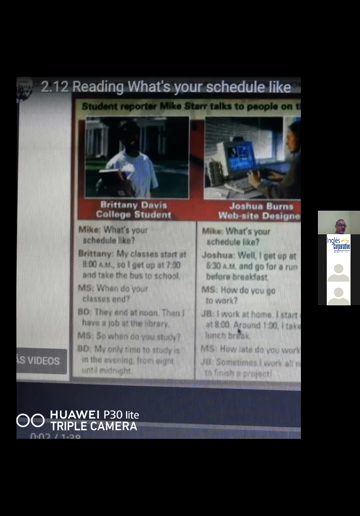 2.12 Reading What's your schedule like
Student reporter Mike Starr talks to people on
Brittany Davis
College Student
Mike: What's your
schedule like?
Brittany: My classes start at
8:00 A.M., so I get up at 7:30
and take the bus to school.
MS: When do your
classes end?
BD: They end at noon. Then I
have a job at the library.
MS: So when do you study?
BD: My only time to study is
in the evening, from eight
until midnight.
Joshua Burns
Web-site Designe
Mike: What's your
schedule like?
Joshua: Well, I get up at
6:30 A.M. and go for a run
before breakfast.
MS: How do you go
to work?
JB: I work at home. I start
at 8:00. Around 1:00, I take
lunch break.
MS: How late do you work
JB: Sometimes I work all n
to finish a project!
ÁS VIDEOS
HUAWEI P30 lite
TRIPLE CAMERA
0:02 / 1:38